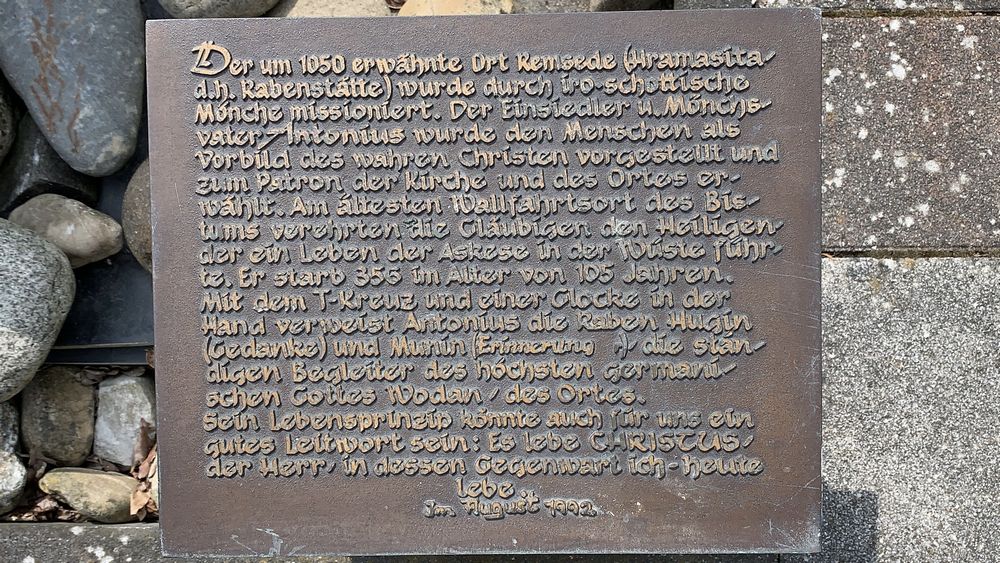 Der um 1050 erwähnte Ort Remsede (Hramasita,
d.h. Rabenstätte) wurde durch iro-schottische
Mönche missioniert. Der Einsiedler u. Mönchs-
vater, Antonius wurde den Menschen als
Vorbild des wahren Christen vorgestellt und
zum Patron der Kirche und des Ortes er-
wählt. Am ältesten Wallfahrtsort des Bis-
tums verehrten die Gläubigen den Heiligen,
der ein Leben der Askese in der Wüste führ-
te. Er starb 356 im Alter von 105 Jahren.
Mit dem T-Kreuz und einer Glocke in der
Hand verweist Antonius die Raben Hugin
(Gedanke) und Munin (Erinnerung), die stän-
digen Begleiter des höchsten germani-
schen Gottes Wodan, des Ortes.
Sein Lebensprinzip könnte auch für uns ein
gutes Leitwort sein: Es lebe CHRISTUS,
der Herr, in dessen Gegenwart ich-heute
lebe.
Im August 1992